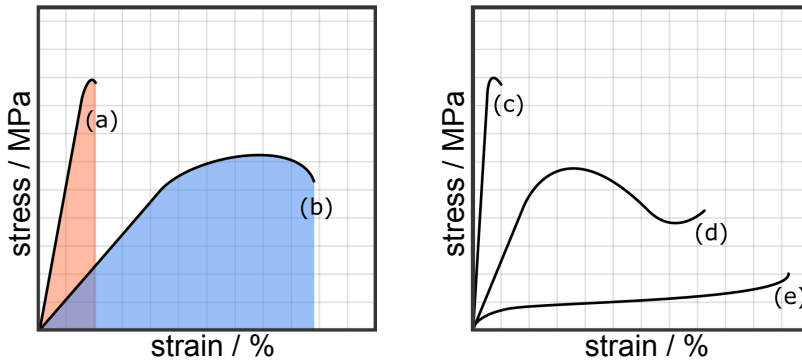 stress / MPa
(a)
(b)
strain / %
stress / MPa
(c)
(d)
(e)
strain / %